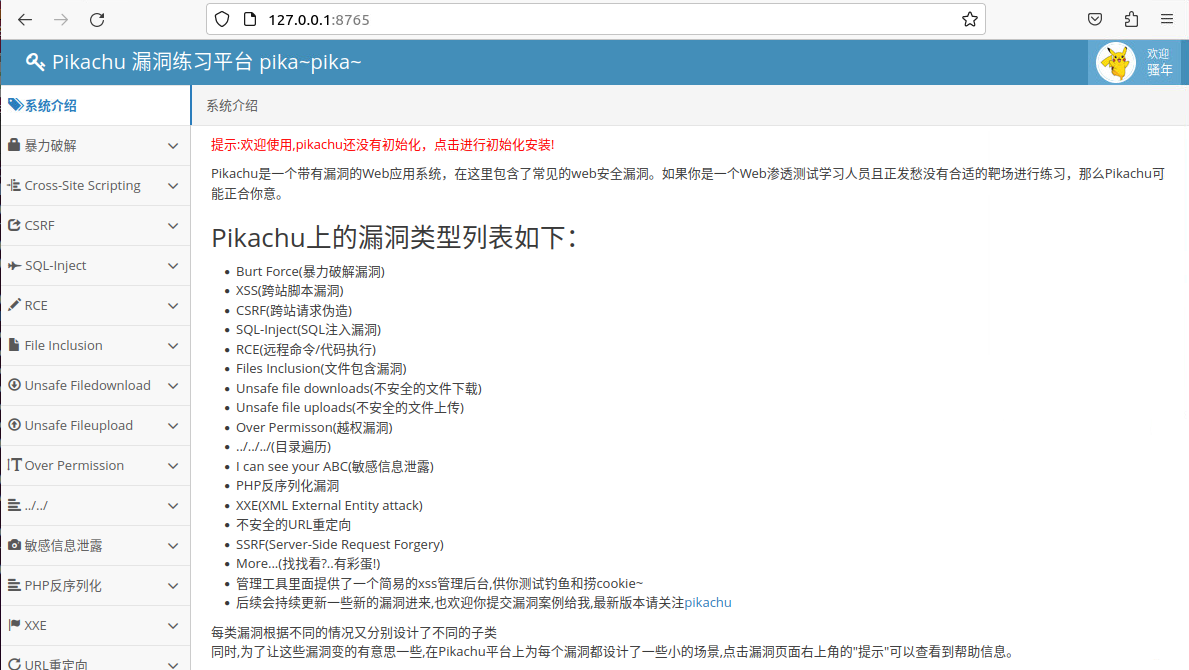 127.0.0.1:8765
Pikachu 漏洞练习平台 pika~pika~
欢迎
骚年
系统介绍
系统介绍
暴力破解
Cross-Site Scripting
CSRF
SQL-Inject
RCE
File Inclusion
Unsafe Filedownload
Unsafe Fileupload
Over Permission
../../
敏感信息泄露
PHP反序列化
XXE
URL重定向
提示:欢迎使用,pikachu还没有初始化，点击进行初始化安装!
Pikachu是一个带有漏洞的Web应用系统，在这里包含了常见的web安全漏洞。如果你是一个Web渗透测试学习人员且正发愁没有合适的靶场进行练习，那么Pikachu可
能正合你意。
Pikachu上的漏洞类型列表如下：
Burt Force(暴力破解漏洞)
XSS(跨站脚本漏洞)
CSRF(跨站请求伪造)
SQL-Inject(SQL注入漏洞)
RCE(远程命令/代码执行)
Files Inclusion(文件包含漏洞)
Unsafe file downloads(不安全的文件下载)
Unsafe file uploads(不安全的文件上传)
Over Permisson(越权漏洞)
../../../(目录遍历)
I can see your ABC(敏感信息泄露)
PHP反序列化漏洞
XXE(XML External Entity attack)
不安全的URL重定向
SSRF(Server-Side Request Forgery)
More...(找找看?..有彩蛋!)
管理工具里面提供了一个简易的xss管理后台,供你测试钓鱼和捞cookie~
后续会持续更新一些新的漏洞进来,也欢迎你提交漏洞案例给我,最新版本请关注pikachu
每类漏洞根据不同的情况又分别设计了不同的子类
同时,为了让这些漏洞变的有意思一些,在Pikachu平台上为每个漏洞都设计了一些小的场景,点击漏洞页面右上角的"提示"可以查看到帮助信息。